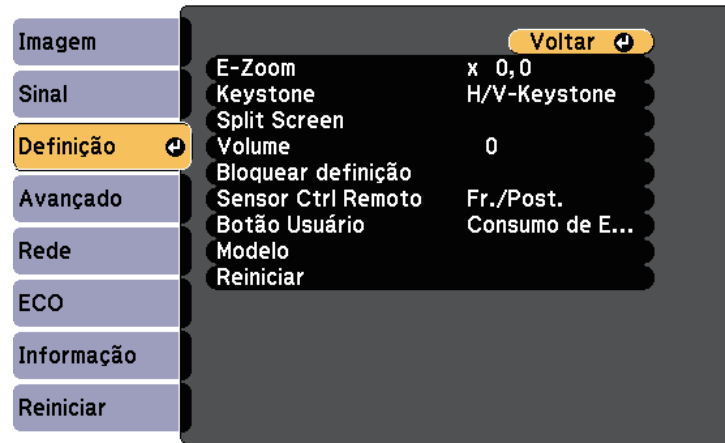 Imagem
Sinal
Definição
Avançado
Rede
ECO
Informação
Reiniciar
Voltar
E-Zoom x 0,0
Keystone H/V-Keystone
Split Screen
Volume 0
Bloquear definição
Sensor Ctrl Remoto Fr./Post.
Botão Usuário Consumo de E...
Modelo
Reiniciar